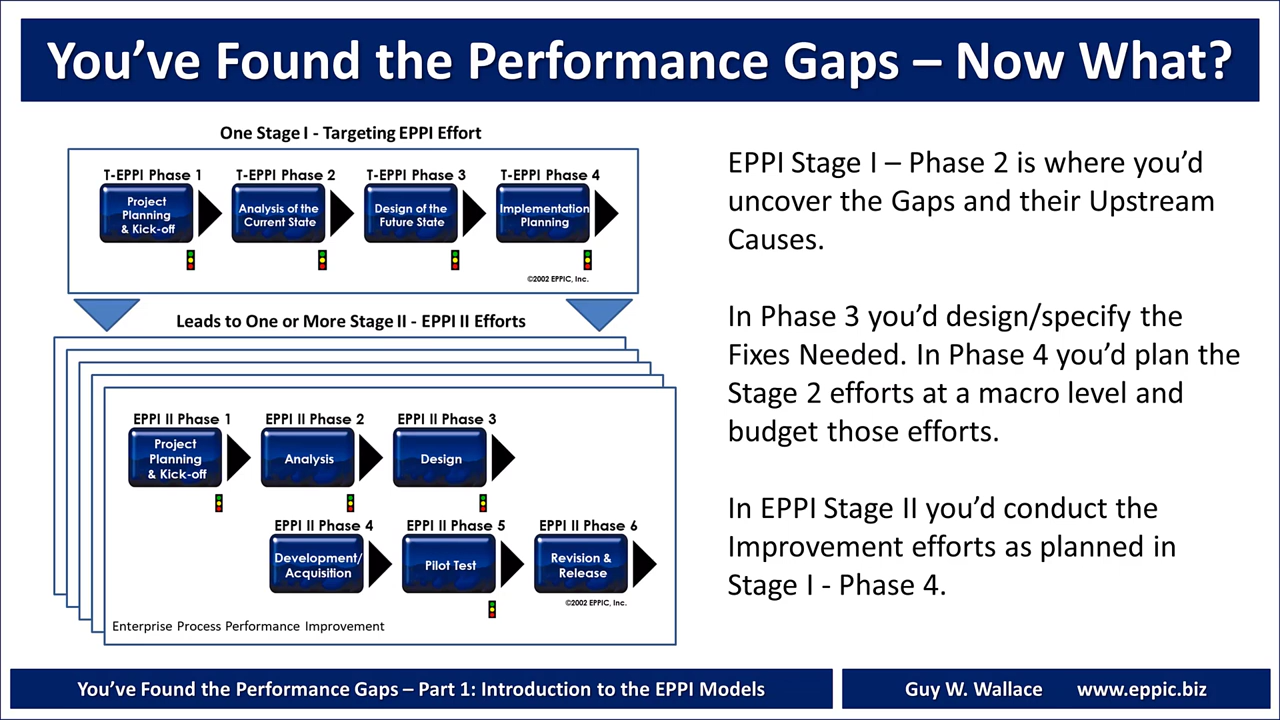 You've Found the Performance Gaps – Now What?
One Stage I - Targeting EPPI Effort
T-EPPI Phase 1
Project
Planning
& Kick-off
T-EPPI Phase 2
Analysis of the
Current State
T-EPPI Phase 3
Design of the
Future State
T-EPPI Phase 4
Implementation
Planning
©2002 EPPIC, Inc.
Leads to One or More Stage II - EPPI II Efforts
EPPI II Phase 1
Project
Planning
& Kick-off
EPPI II Phase 2
Analysis
EPPI II Phase 3
Design
EPPI II Phase 4
Development/
Acquisition
EPPI II Phase 5
Pilot Test
EPPI II Phase 6
Revision &
Release
©2002 EPPIC, Inc.
Enterprise Process Performance Improvement
EPPI Stage I – Phase 2 is where you'd
uncover the Gaps and their Upstream
Causes.
In Phase 3 you'd design/specify the
Fixes Needed. In Phase 4 you'd plan the
Stage 2 efforts at a macro level and
budget those efforts.
In EPPI Stage II you'd conduct the
Improvement efforts as planned in
Stage I - Phase 4.
You've Found the Performance Gaps – Part 1: Introduction to the EPPI Models
Guy W. Wallace www.eppic.biz